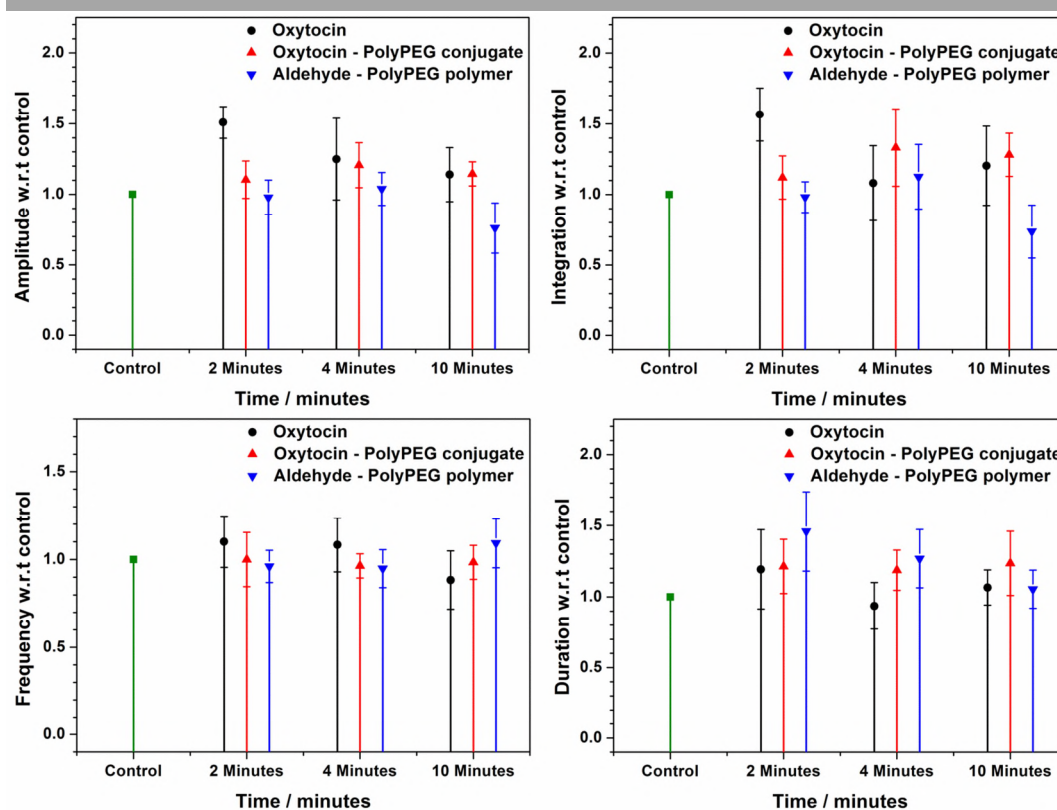 Amplitude w.r.t control
2.0
1.5
1.0
0.5
0.0
Oxytocin
Oxytocin - PolyPEG conjugate
Aldehyde - PolyPEG polymer
Control
2 Minutes
4 Minutes
10 Minutes
Time / minutes
Integration w.r.t control
2.0
1.5
1.0
0.5
0.0
Oxytocin
Oxytocin - PolyPEG conjugate
Aldehyde - PolyPEG polymer
Control
2 Minutes
4 Minutes
10 Minutes
Time / minutes
Frequency w.r.t control
1.5
1.0
0.5
0.0
Oxytocin
Oxytocin - PolyPEG conjugate
Aldehyde - PolyPEG polymer
Control
2 Minutes
4 Minutes
10 Minutes
Time / minutes
Duration w.r.t control
2.0
1.5
1.0
0.5
0.0
Oxytocin
Oxytocin - PolyPEG conjugate
Aldehyde - PolyPEG polymer
Control
2 Minutes
4 Minutes
10 Minutes
Time / minutes